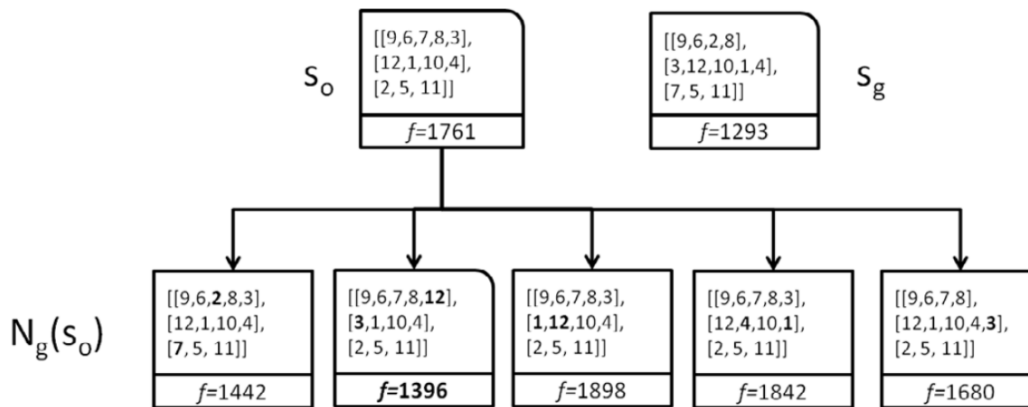 s₀
[[9,6,7,8,3],
[12,1,10,4],
[2, 5, 11]]
f=1761
[[9,6,2,8],
[3,12,10,1,4],
[7, 5, 11]]
f=1293
s_g
N_g(s₀)
[[9,6,2,8,3],
[12,1,10,4],
[7, 5, 11]]
f=1442
[[9,6,7,8,12],
[3,1,10,4],
[2, 5, 11]]
f=1396
[[9,6,7,8,3],
[1,12,10,4],
[2, 5, 11]]
f=1898
[[9,6,7,8,3],
[12,4,10,1],
[2, 5, 11]]
f=1842
[[9,6,7,8],
[12,1,10,4,3],
[2, 5, 11]]
f=1680